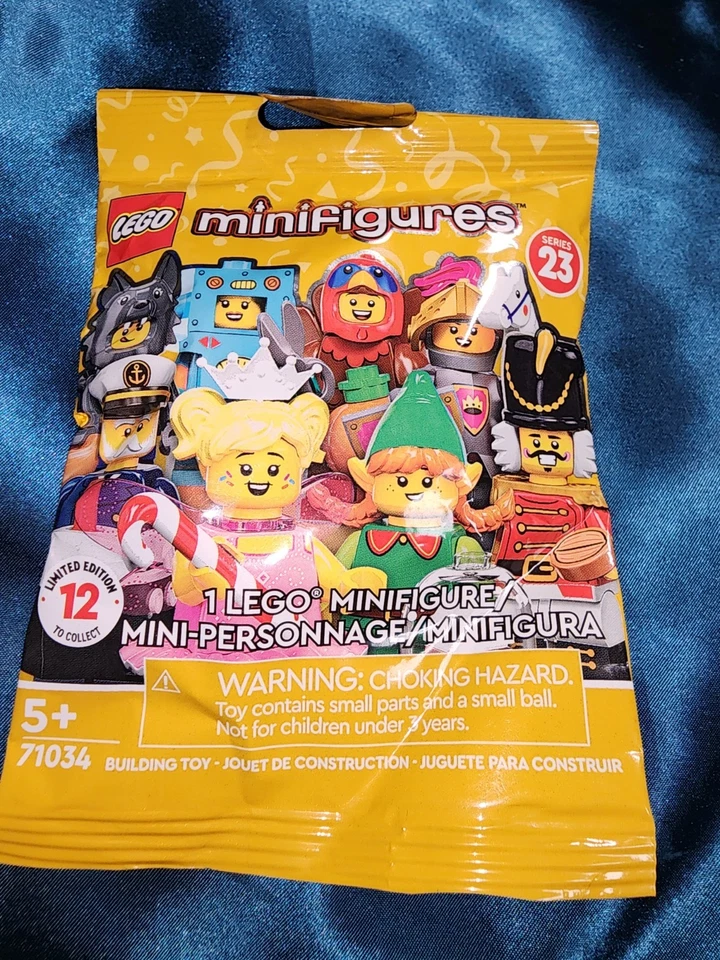 LEGO minifigures™
SERIES
23
LIMITED EDITION
12
TO COLLECT
1 LEGO® MINIFIGURE/
MINI-PERSONNAGE/MINIFIGURA
WARNING: CHOKING HAZARD.
Toy contains small parts and a small ball.
Not for children under 3 years.
5+
71034
BUILDING TOY - JOUET DE CONSTRUCTION - JUGUETE PARA CONSTRUIR